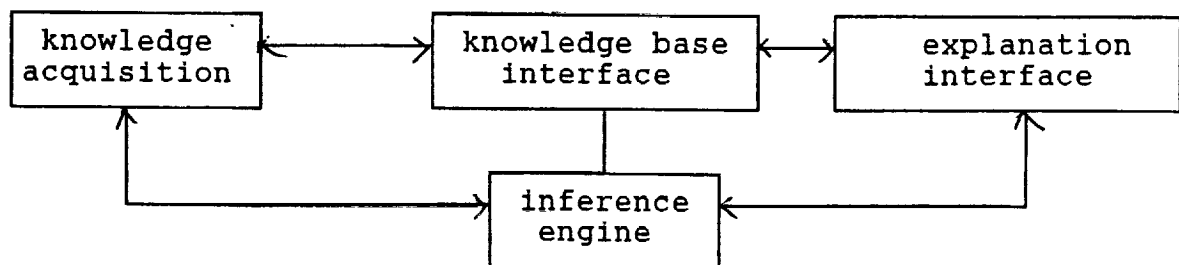 knowledge
acquisition
knowledge base
interface
explanation
interface
inference
engine